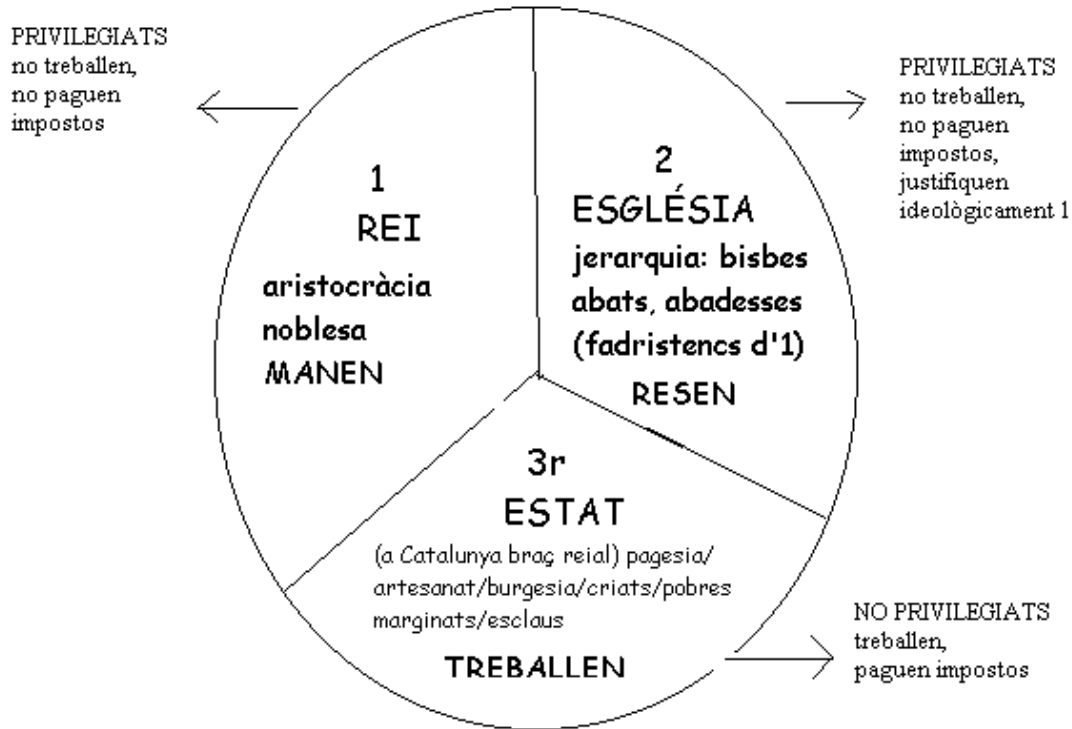 PRIVILEGIATS
no treballen,
no paguen
impostos
1
REI
aristocràcia
noblesa
MANEN
2
ESGLÉSIA
jerarquia: bisbes
abats, abadesses
(fadristencs d'1)
RESEN
PRIVILEGIATS
no treballen,
no paguen
impostos,
justifiquen
ideològicament 1
3r
ESTAT
(a Catalunya braç reial) pagesia/
artesanat/burgesia/criats/pobres
marginats/esclaus
TREBALLEN
NO PRIVILEGIATS
treballen,
paguen impostos